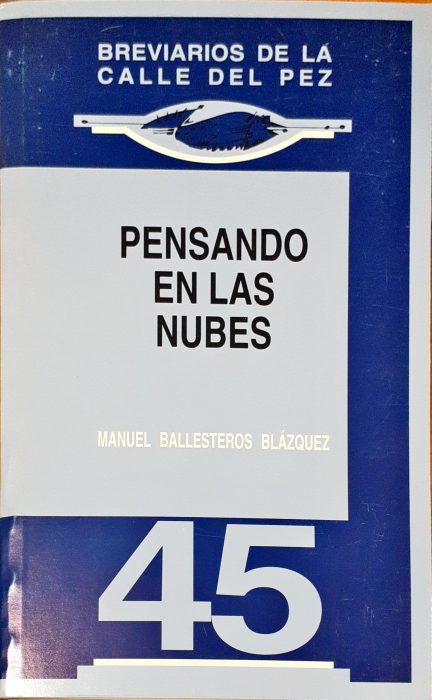 BREVIARIOS DE LA
CALLE DEL PEZ
PENSANDO
EN LAS
NUBES
MANUEL BALLESTEROS BLÁZQUEZ
45